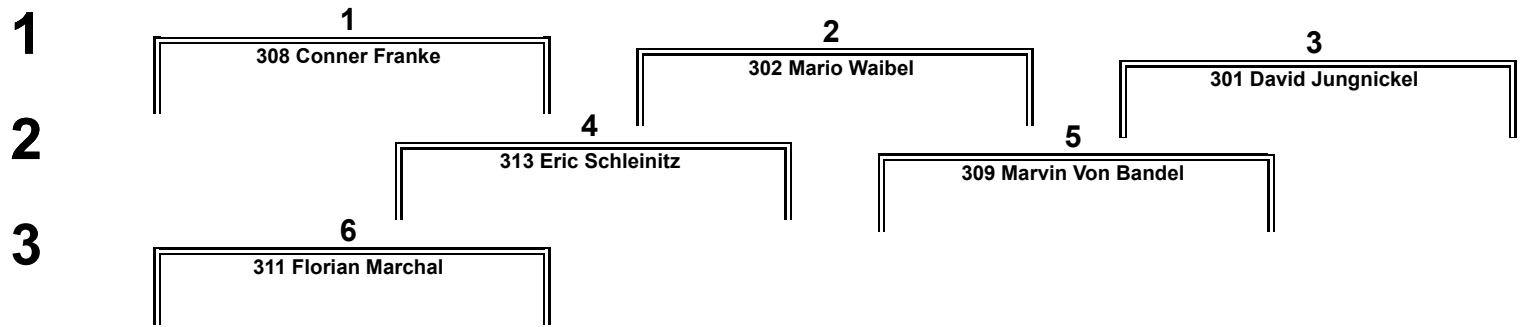 1
1
308 Conner Franke
2
302 Mario Waibel
3
301 David Jungnickel
2
4
313 Eric Schleinitz
5
309 Marvin Von Bandel
3
6
311 Florian Marchal